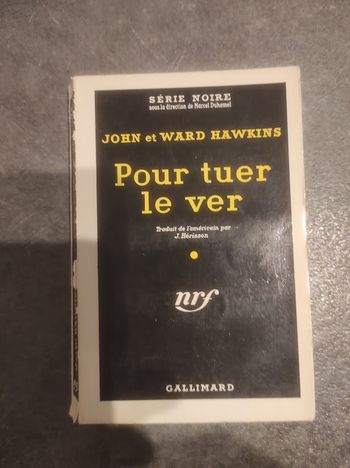 SÉRIE NOIRE
sous la direction de Marcel Duhamel
JOHN et WARD HAWKINS
Pour tuer
le ver
Traduit de l'américain par
J. Hérisson
nrf
GALLIMARD